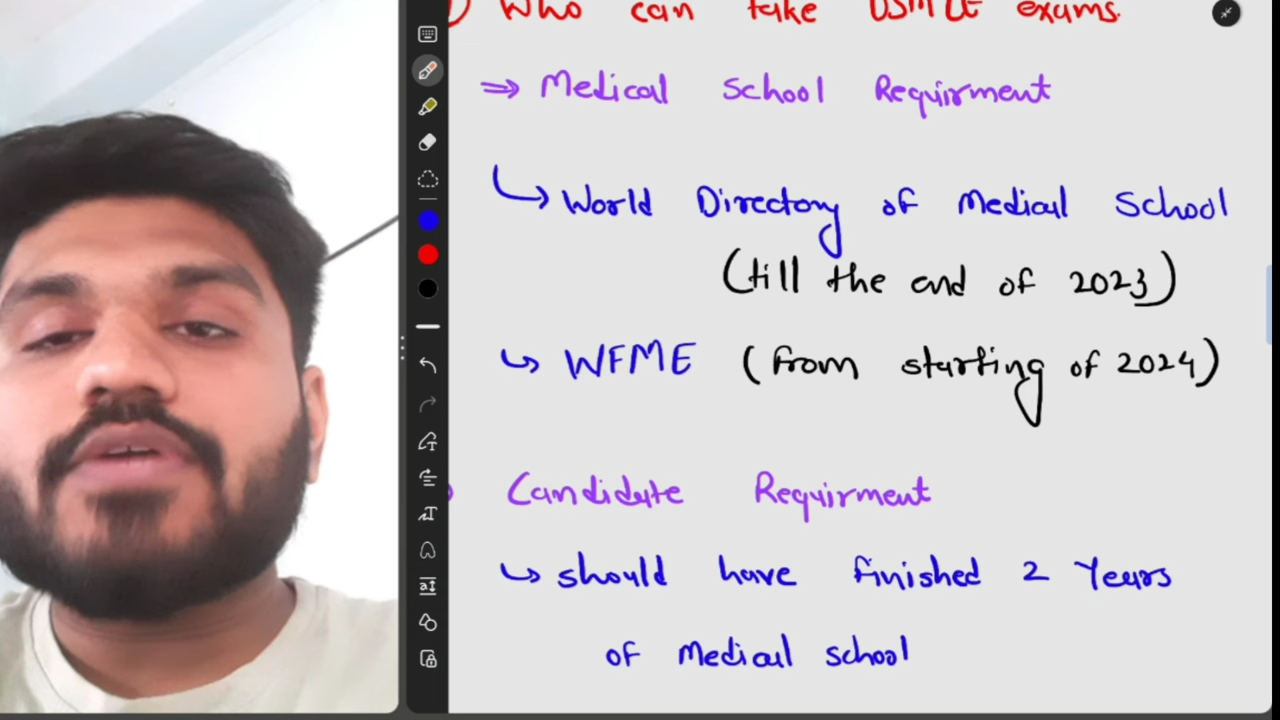 Who can take USMLE exams.
⇒ Medical School Requirment
↳ World Directory of Medical School
(till the end of 2023)
↳ WFME (From starting of 2024)
Candidate Requirment
↳ should have finished 2 Years
of Medical school